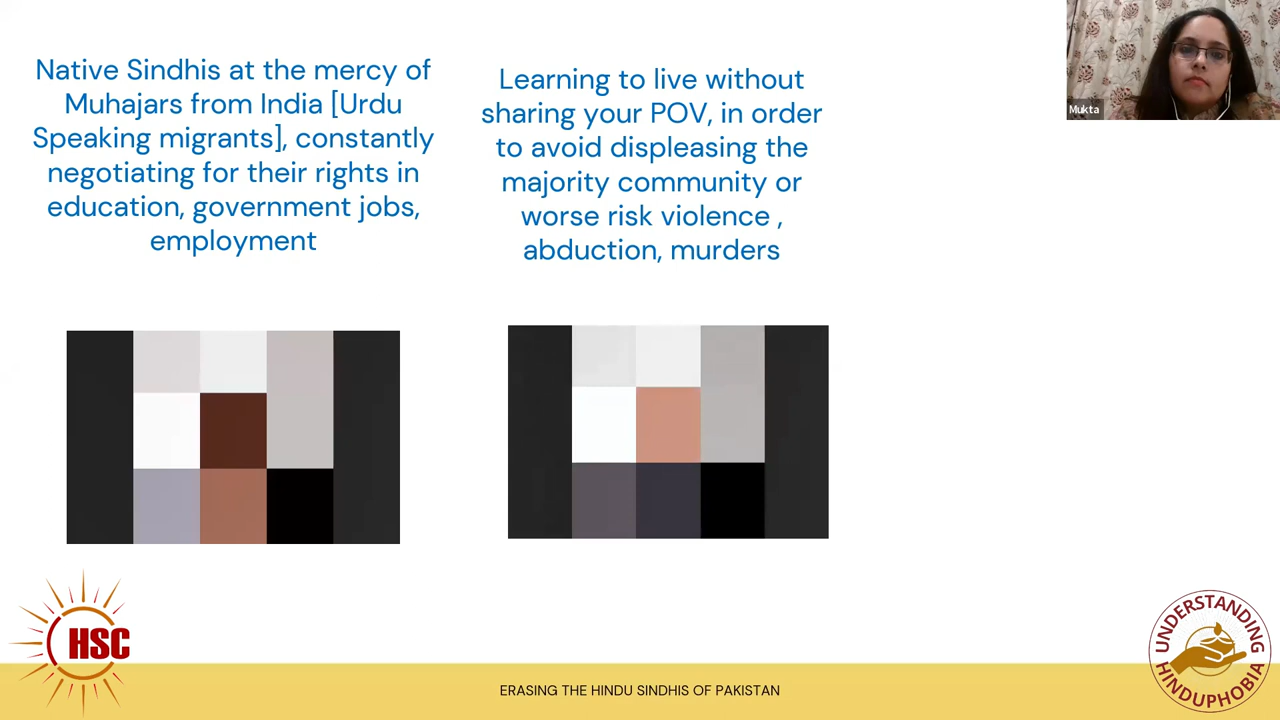 Native Sindhis at the mercy of
Muhajars from India [Urdu
Speaking migrants], constantly
negotiating for their rights in
education, government jobs,
employment
Learning to live without
sharing your POV, in order
to avoid displeasing the
majority community or
worse risk violence ,
abduction, murders
Mukta
HSC
UNDERSTANDING
HINDUPHOBIA
ERASING THE HINDU SINDHIS OF PAKISTAN